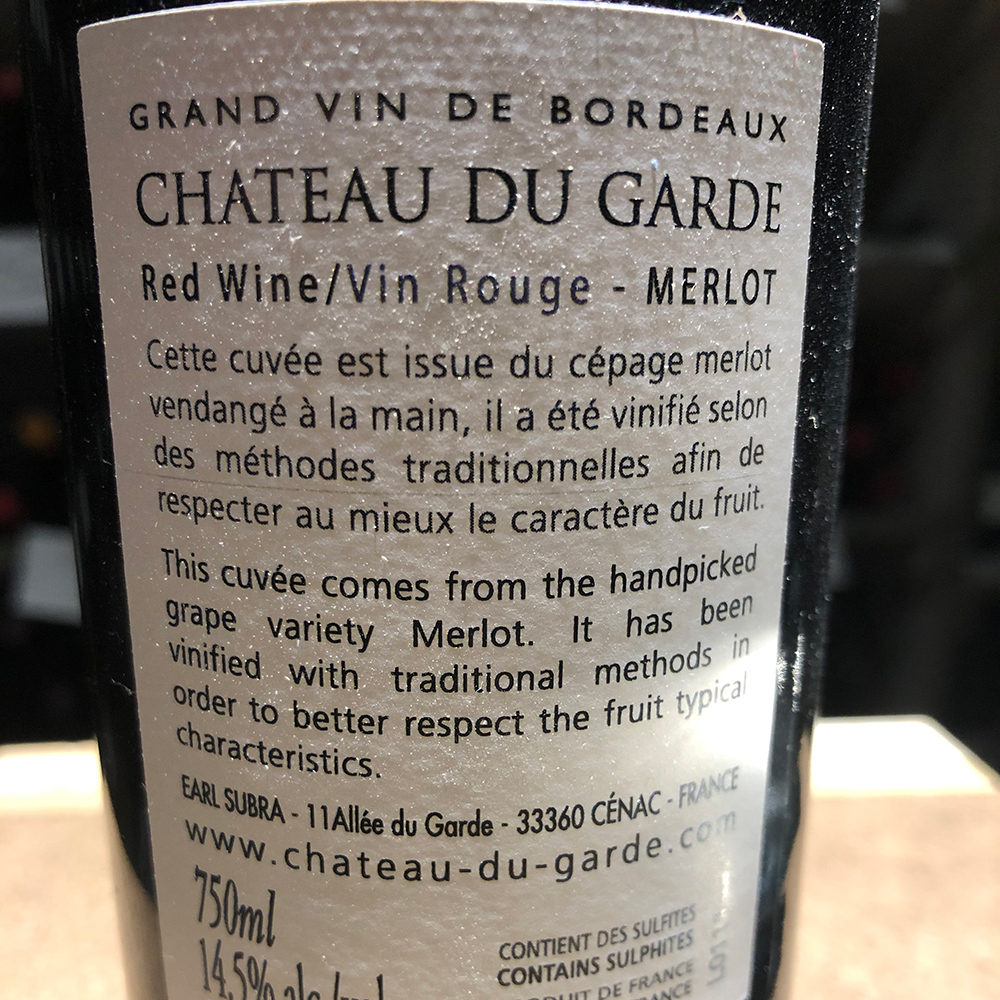 GRAND VIN DE BORDEAUX
CHATEAU DU GARDE
Red Wine/Vin Rouge - MERLOT
Cette cuvée est issue du cépage merlot
vendangé à la main, il a été vinifié selon
des méthodes traditionnelles afin de
respecter au mieux le caractère du fruit.
This cuvée comes from the handpicked
grape variety Merlot. It has been
vinified with traditional methods in
order to better respect the fruit typical
characteristics.
EARL SUBRA - 11Allée du Garde - 33360 CÉNAC - FRANCE
www.chateau-du-garde.com
750ml
14,5%
CONTIENT DES SULFITES
CONTAINS SULPHITES
DE FRANCE